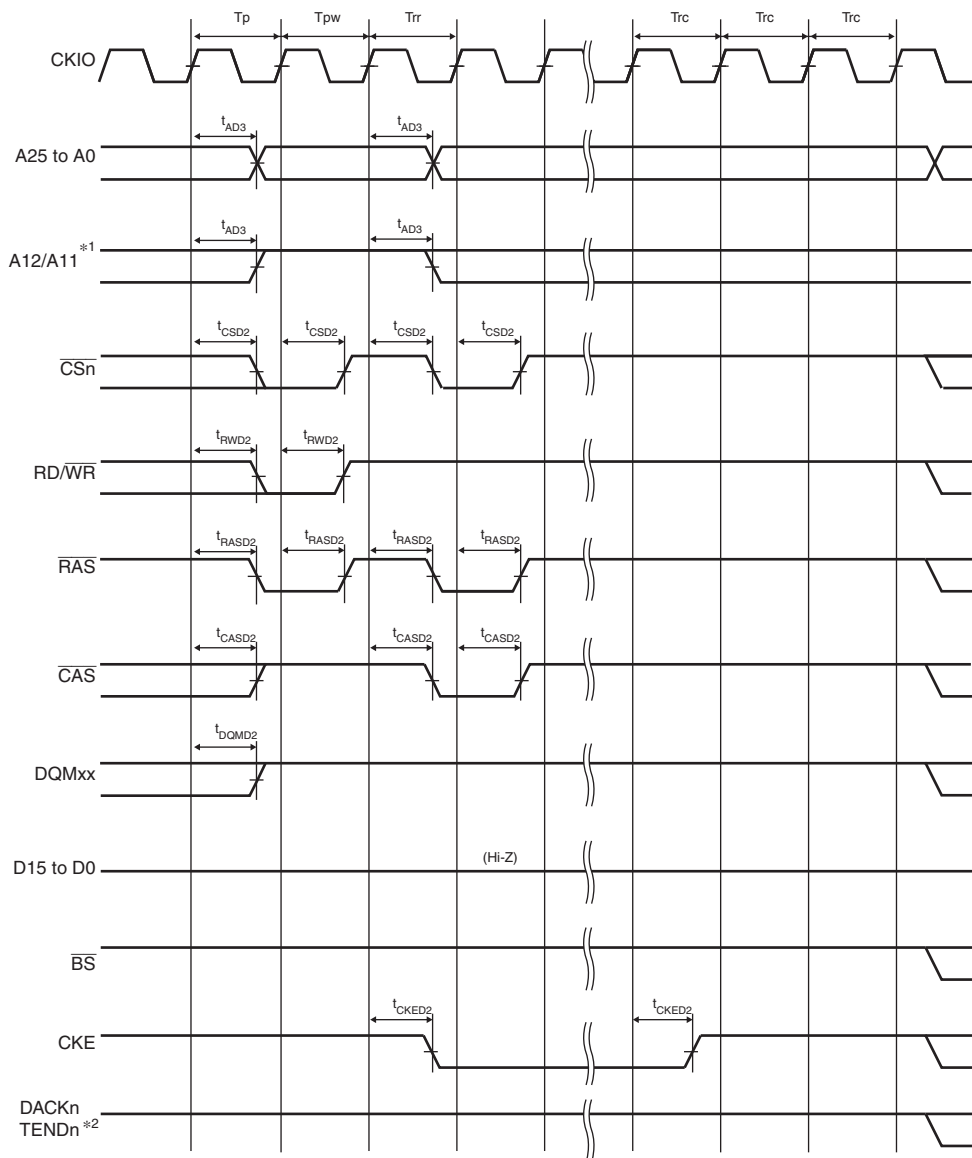 Tp Tpw Trr Trc Trc Trc
CKIO
tAD3 tAD3
A25 to A0
tAD3 tAD3
A12/A11 *1
tCSD2 tCSD2 tCSD2 tCSD2
CSn
tRWD2 tRWD2
RD/WR
tRASD2 tRASD2 tRASD2 tRASD2
RAS
tCASD2 tCASD2 tCASD2
CAS
tDQMD2
DQMxx
(Hi-Z)
D15 to D0
BS
tCKED2 tCKED2
CKE
DACKn
TENDn *2